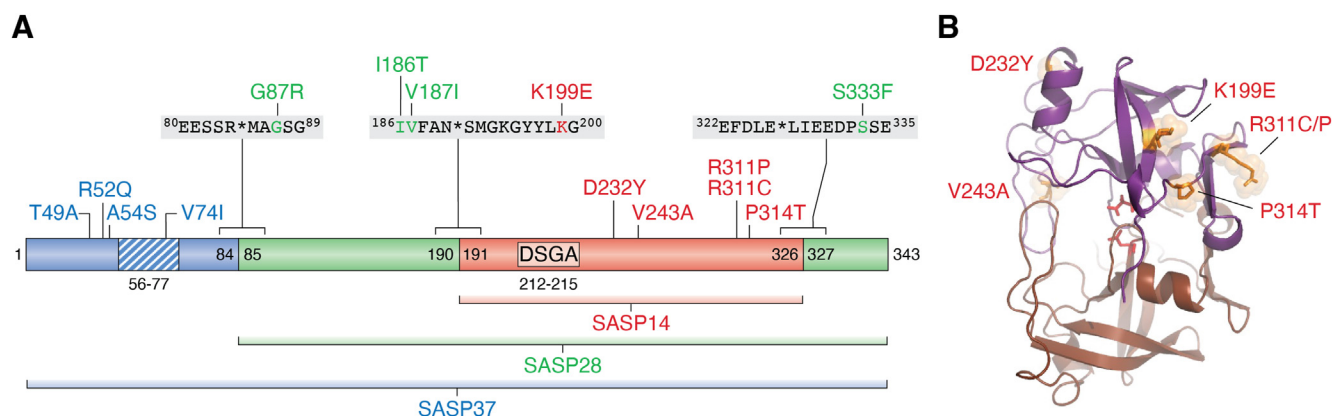 A
I186T
G87R
V187I
K199E
S333F
80EESSR*MAGSG89
186IVFAN*SMGKGYYLKG200
322EFDLE*LIEEDPSSE335
R52Q
T49A
A54S
V74I
D232Y
V243A
R311P
R311C
P314T
1
84
85
190
191
DSGA
326
327
343
56-77
212-215
SASP14
SASP28
SASP37
B
D232Y
K199E
R311C/P
V243A
P314T